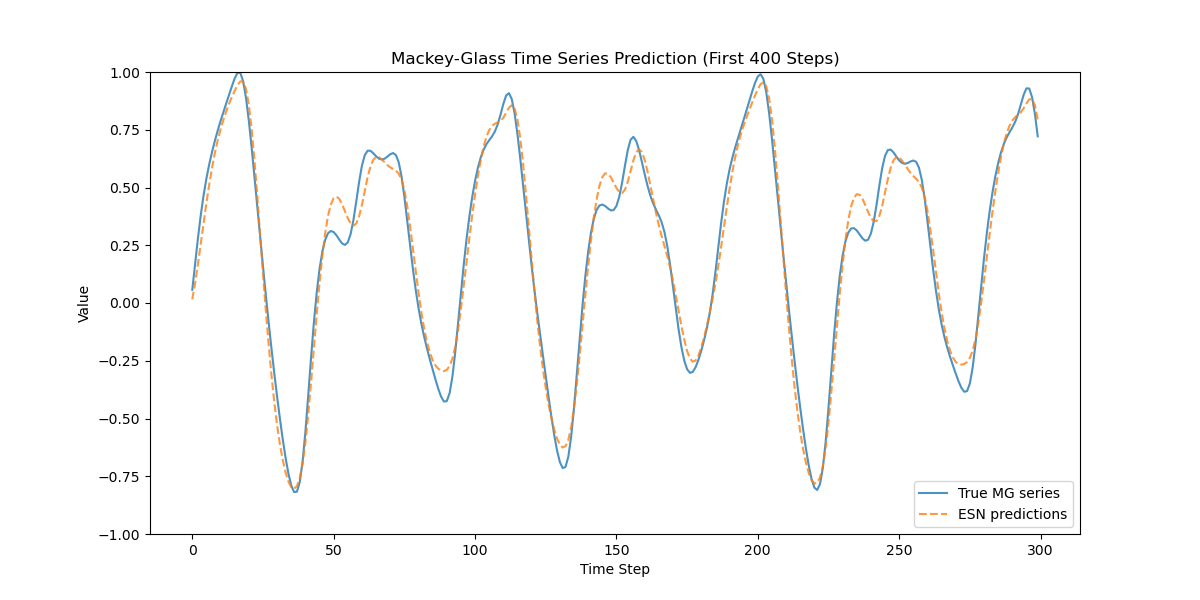 Mackey-Glass Time Series Prediction (First 400 Steps)
1.00
0.75
0.50
0.25
0.00
−0.25
−0.50
−0.75
−1.00
Value
True MG series
ESN predictions
0 50 100 150 200 250 300
Time Step